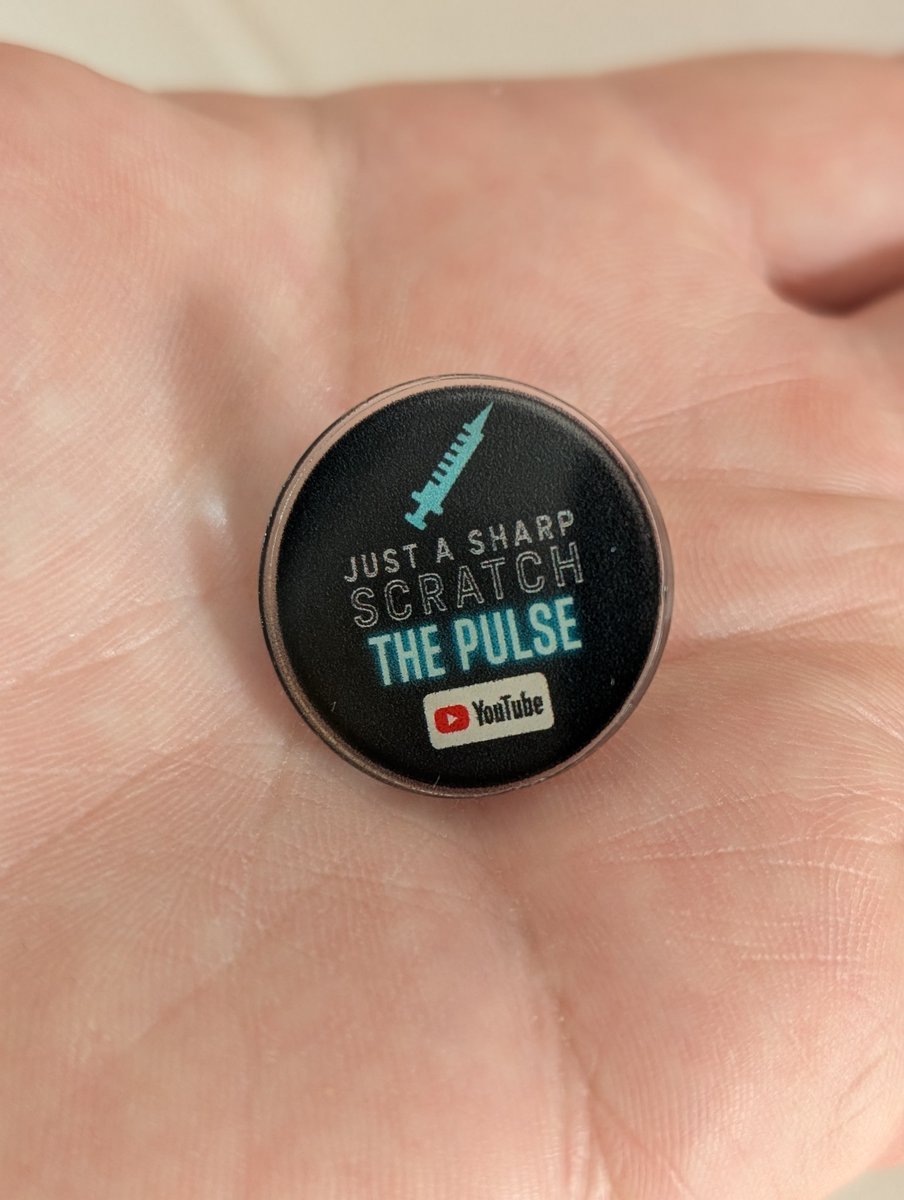 JUST A SHARP
SCRATCH
THE PULSE
YouTube